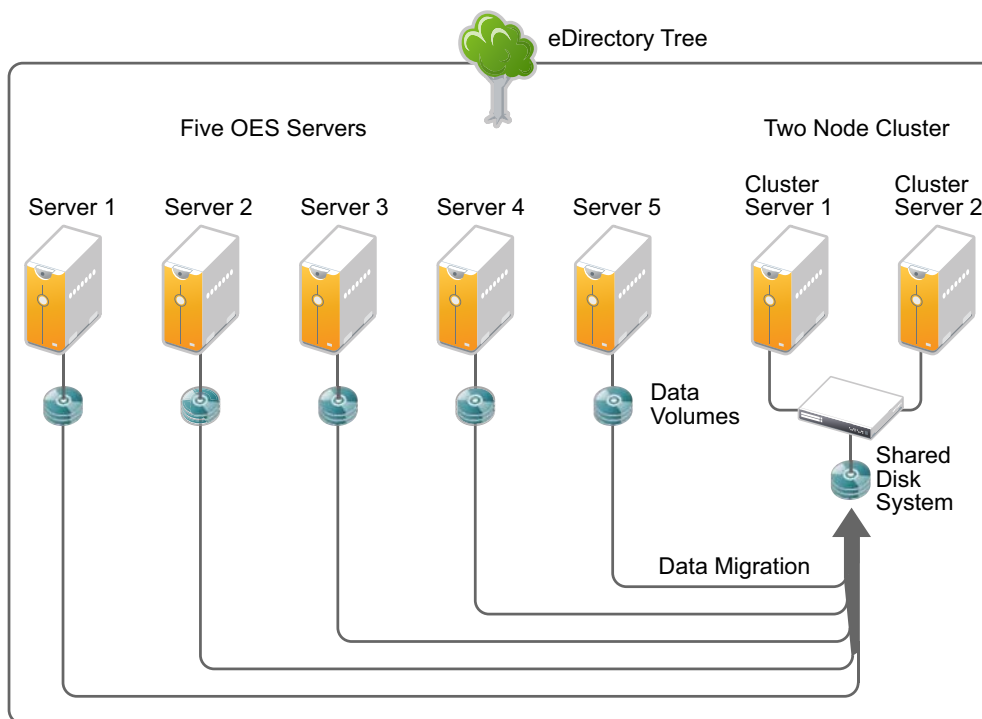 eDirectory Tree
Five OES Servers
Two Node Cluster
Server 1
Server 2
Server 3
Server 4
Server 5
Cluster
Server 1
Cluster
Server 2
Data
Volumes
Shared
Disk
System
Data Migration